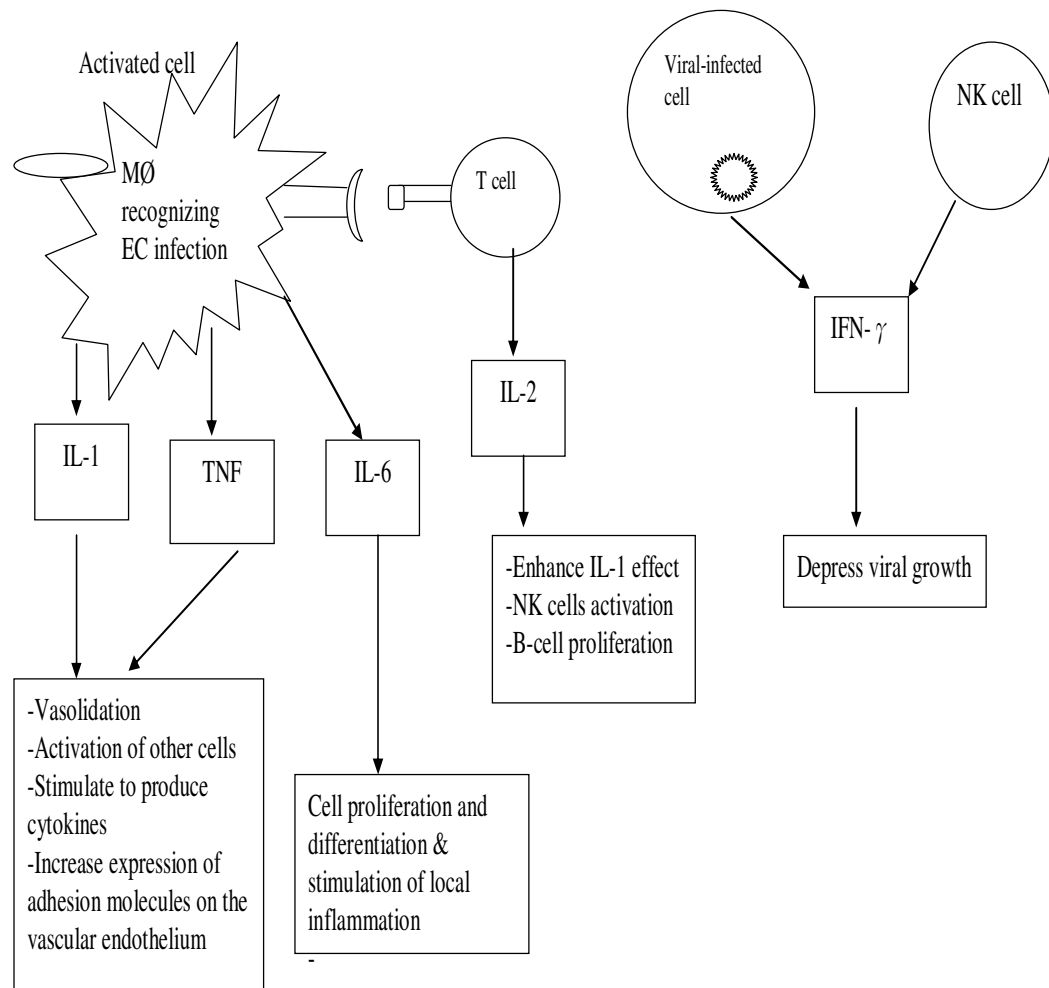 Activated cell
MØ
recognizing
EC infection
T cell
Viral-infected
cell
NK cell
IL-1
TNF
IL-6
IL-2
IFN- γ
-Enhance IL-1 effect
-NK cells activation
-B-cell proliferation
Depress viral growth
-Vasolidation
-Activation of other cells
-Stimulate to produce
cytokines
-Increase expression of
adhesion molecules on the
vascular endothelium
Cell proliferation and
differentiation &
stimulation of local
inflammation
-